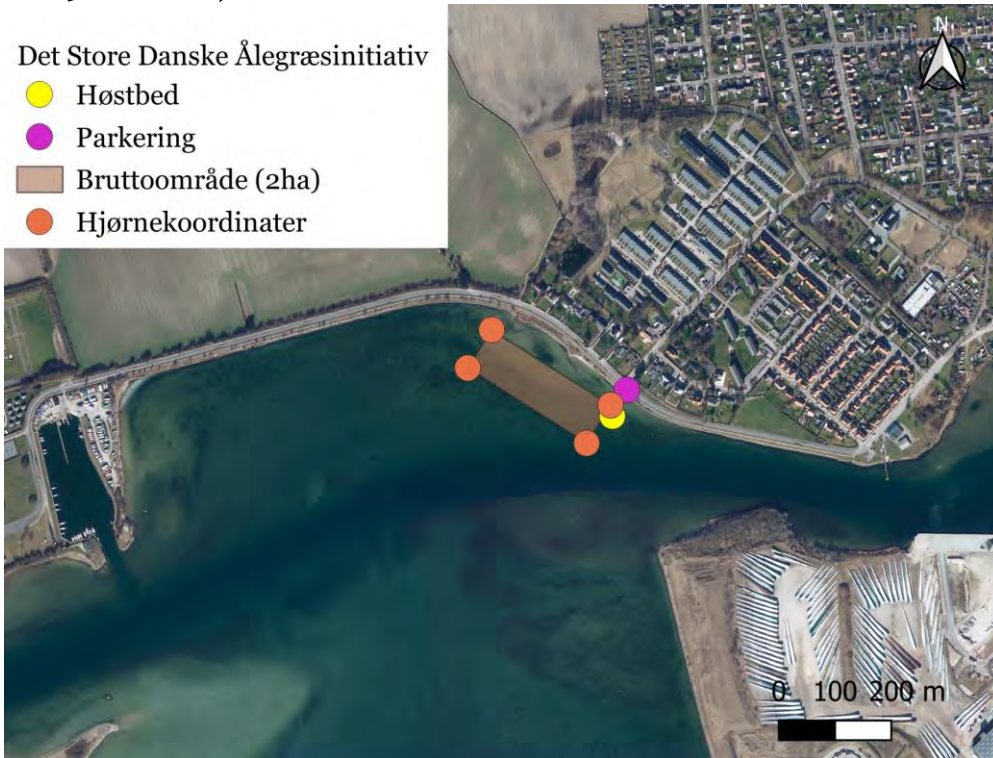 Det Store Danske Ålegræsinitiativ
Høstbed
Parkering
Bruttoområde (2ha)
Hjørnekoordinater
N
0 100 200 m